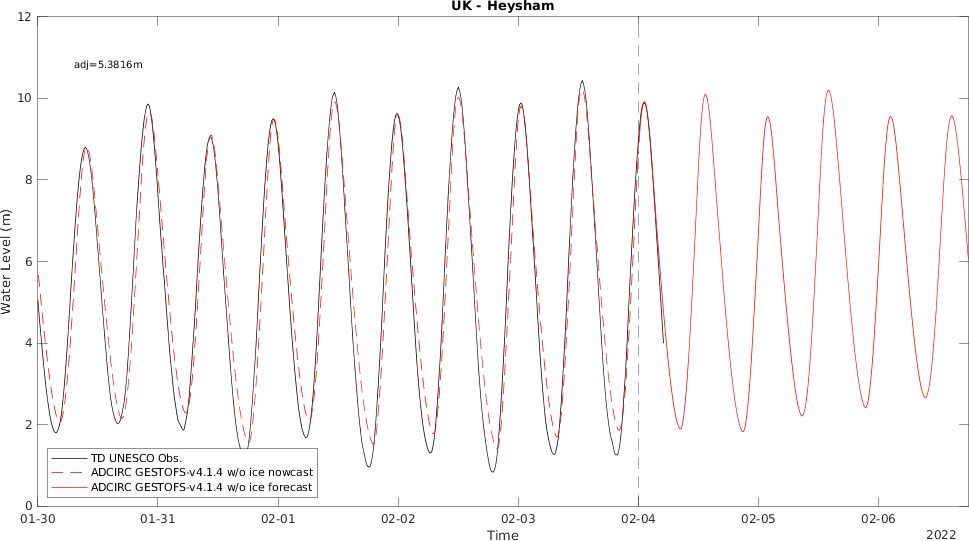 UK - Heysham
12
adj=5.3816m
10
8
6
4
2
0
Water Level (m)
TD UNESCO Obs.
ADCIRC GESTOFS-v4.1.4 w/o ice nowcast
ADCIRC GESTOFS-v4.1.4 w/o ice forecast
01-30 01-31 02-01 02-02 02-03 02-04 02-05 02-06
Time
2022